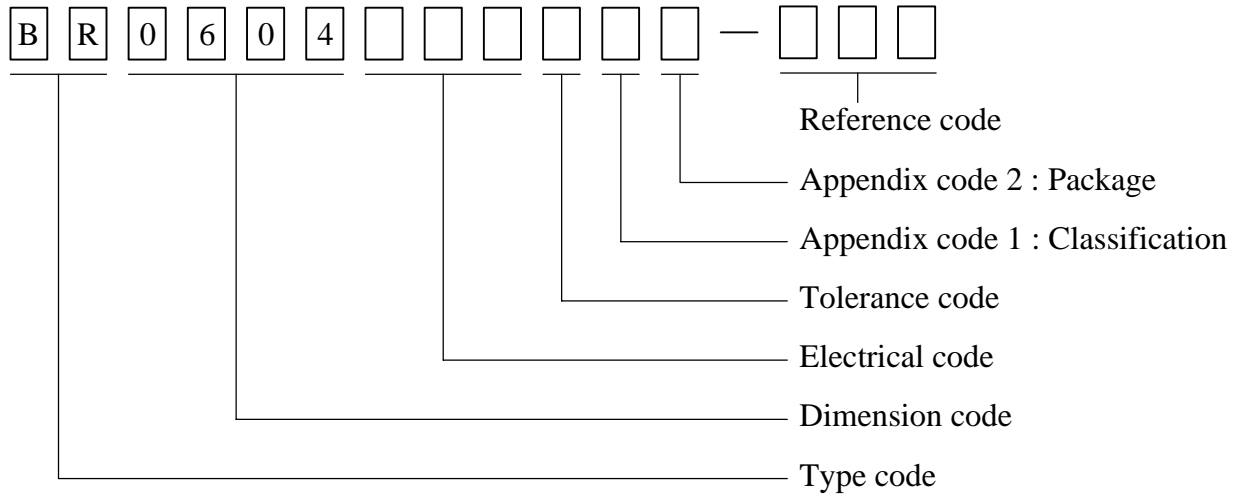 B R 0 6 0 4 —
Reference code
Appendix code 2 : Package
Appendix code 1 : Classification
Tolerance code
Electrical code
Dimension code
Type code